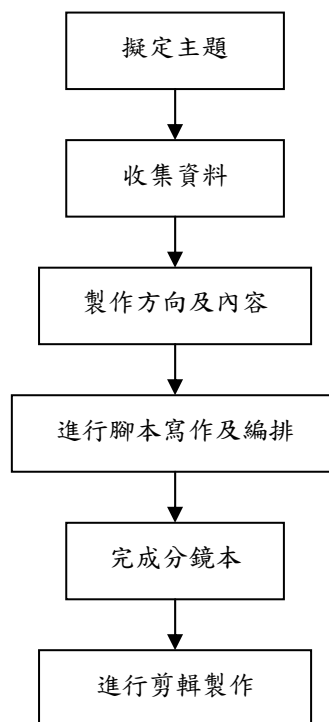 擬定主題
收集資料
製作方向及內容
進行腳本寫作及編排
完成分鏡本
進行剪輯製作